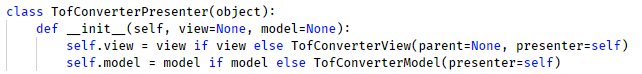 class TofConverterPresenter(object):
    def __init__(self, view=None, model=None):
        self.view = view if view else TofConverterView(parent=None, presenter=self)
        self.model = model if model else TofConverterModel(presenter=self)